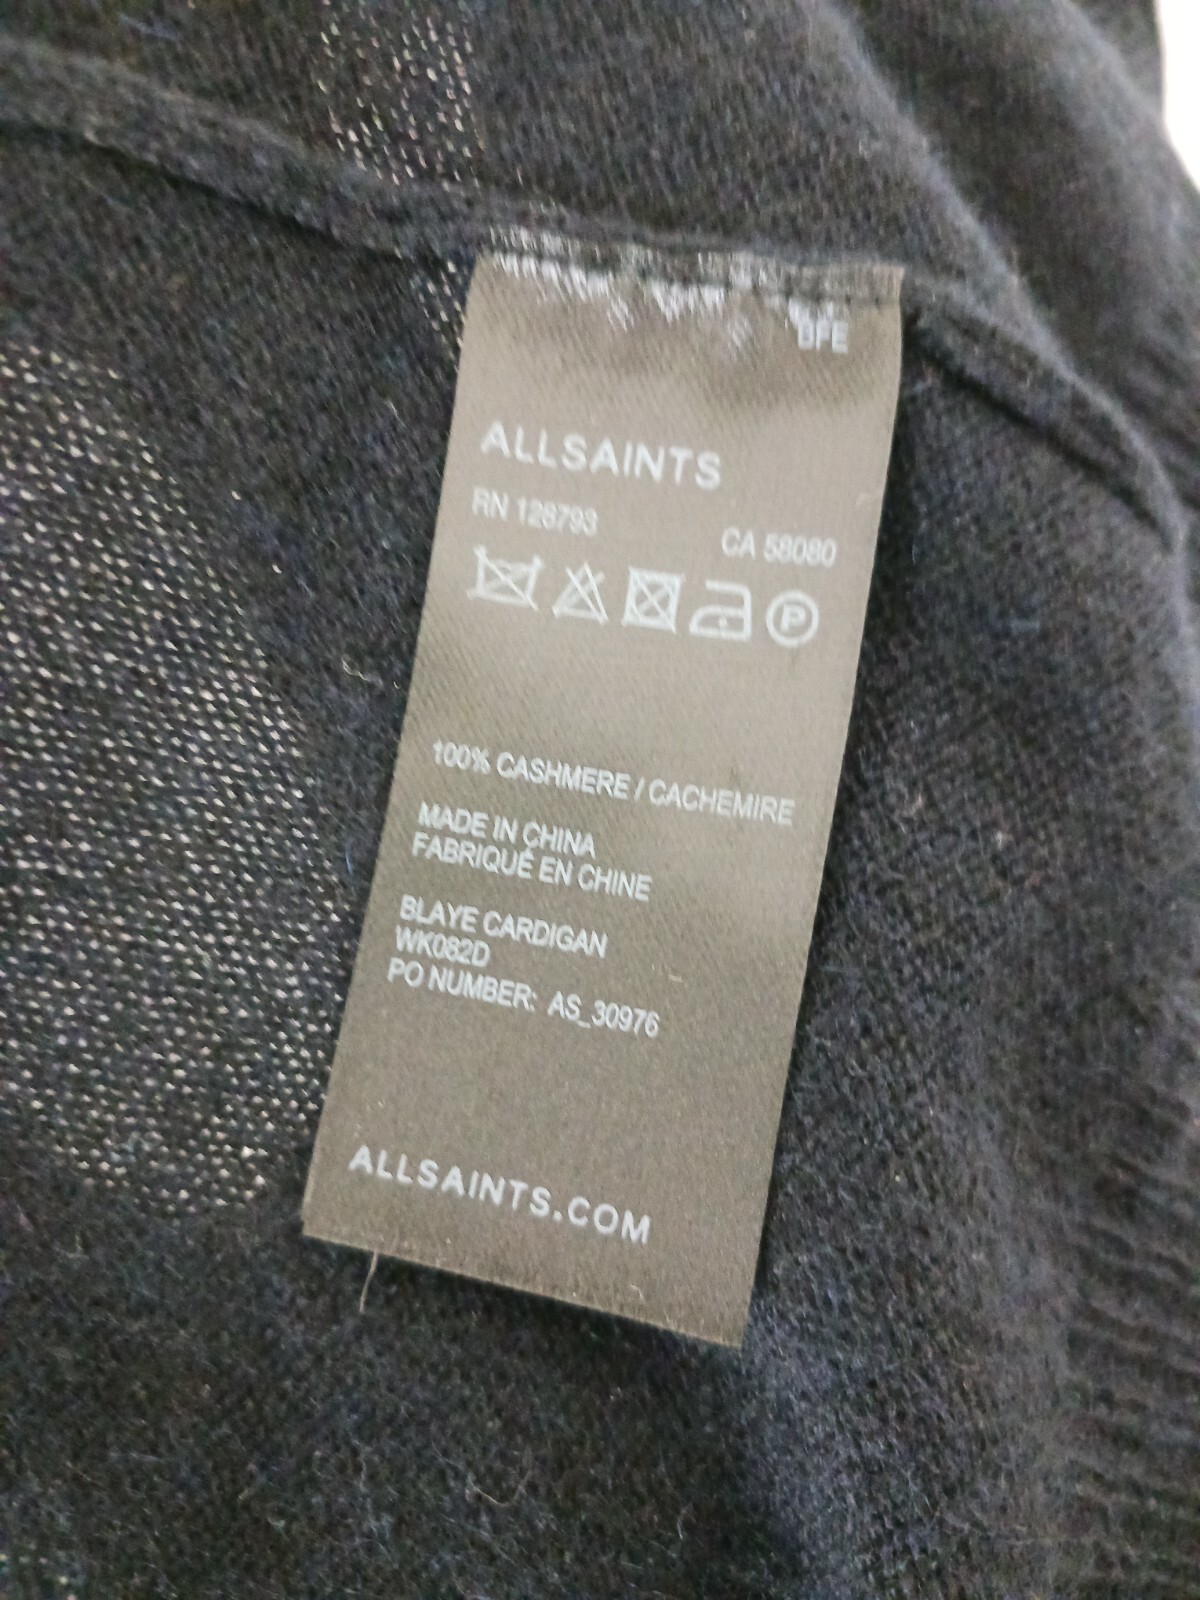 DFE
ALLSAINTS
RN 128793
CA 58080
P
100% CASHMERE / CACHEMIRE
MADE IN CHINA
FABRIQUÉ EN CHINE
BLAYE CARDIGAN
WK082D
PO NUMBER: AS_30976
ALLSAINTS.COM